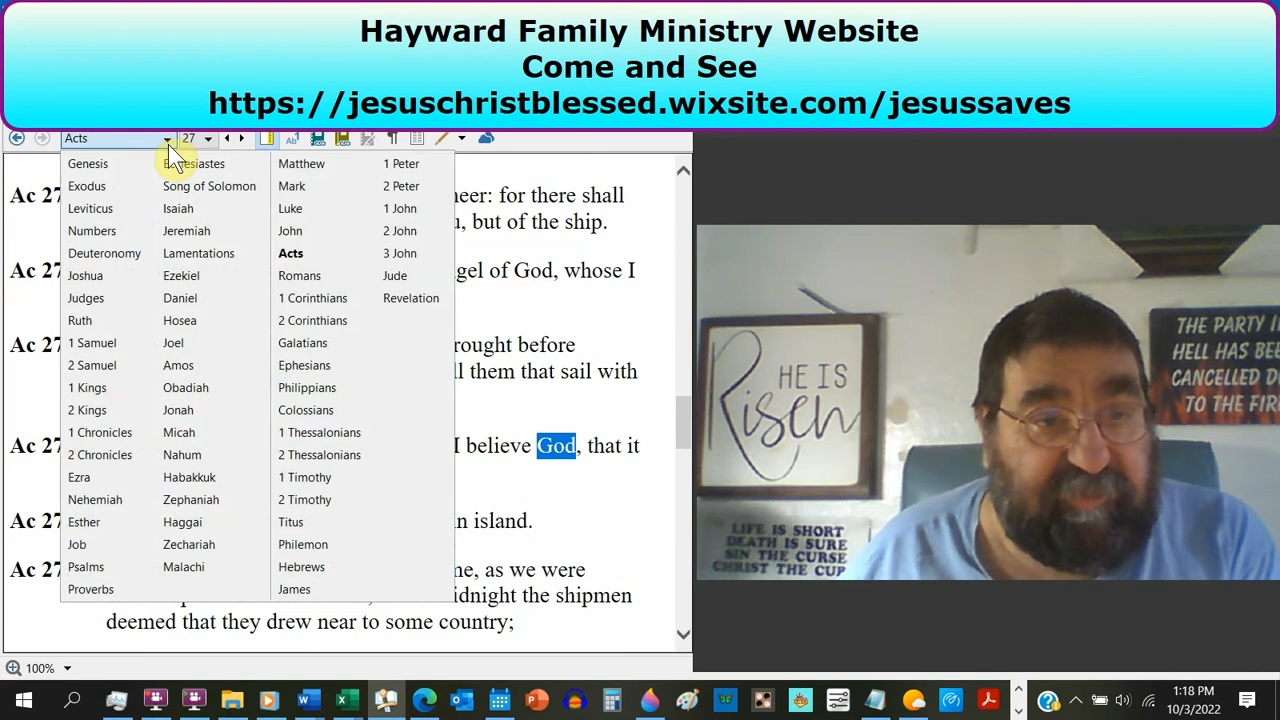 Hayward Family Ministry Website
Come and See
https://jesuschristblessed.wixsite.com/jesussaves
Acts 27
Genesis
Exodus
Leviticus
Numbers
Deuteronomy
Joshua
Judges
Ruth
1 Samuel
2 Samuel
1 Kings
2 Kings
1 Chronicles
2 Chronicles
Ezra
Nehemiah
Esther
Job
Psalms
Proverbs
Ecclesiastes
Song of Solomon
Isaiah
Jeremiah
Lamentations
Ezekiel
Daniel
Hosea
Joel
Amos
Obadiah
Jonah
Micah
Nahum
Habakkuk
Zephaniah
Haggai
Zechariah
Malachi
Matthew
Mark
Luke
John
Acts
Romans
1 Corinthians
2 Corinthians
Galatians
Ephesians
Philippians
Colossians
1 Thessalonians
2 Thessalonians
1 Timothy
2 Timothy
Titus
Philemon
Hebrews
James
1 Peter
2 Peter
1 John
2 John
3 John
Jude
Revelation
Ac 27 for there shall
but of the ship.
Ac 27 of God, whose I
Ac 27 before
them that sail with
Ac 27 I believe God, that it
Ac 27 island.
Ac 27 as we were
the shipmen
deemed that they drew near to some country;
100%
HE IS
Risen
THE PARTY I
HELL HAS BEE
CANCELLED D
TO THE FIR
LIFE IS SHORT
DEATH IS SURE
SIN THE CURSE
CHRIST THE CUP
1:18 PM
10/3/2022